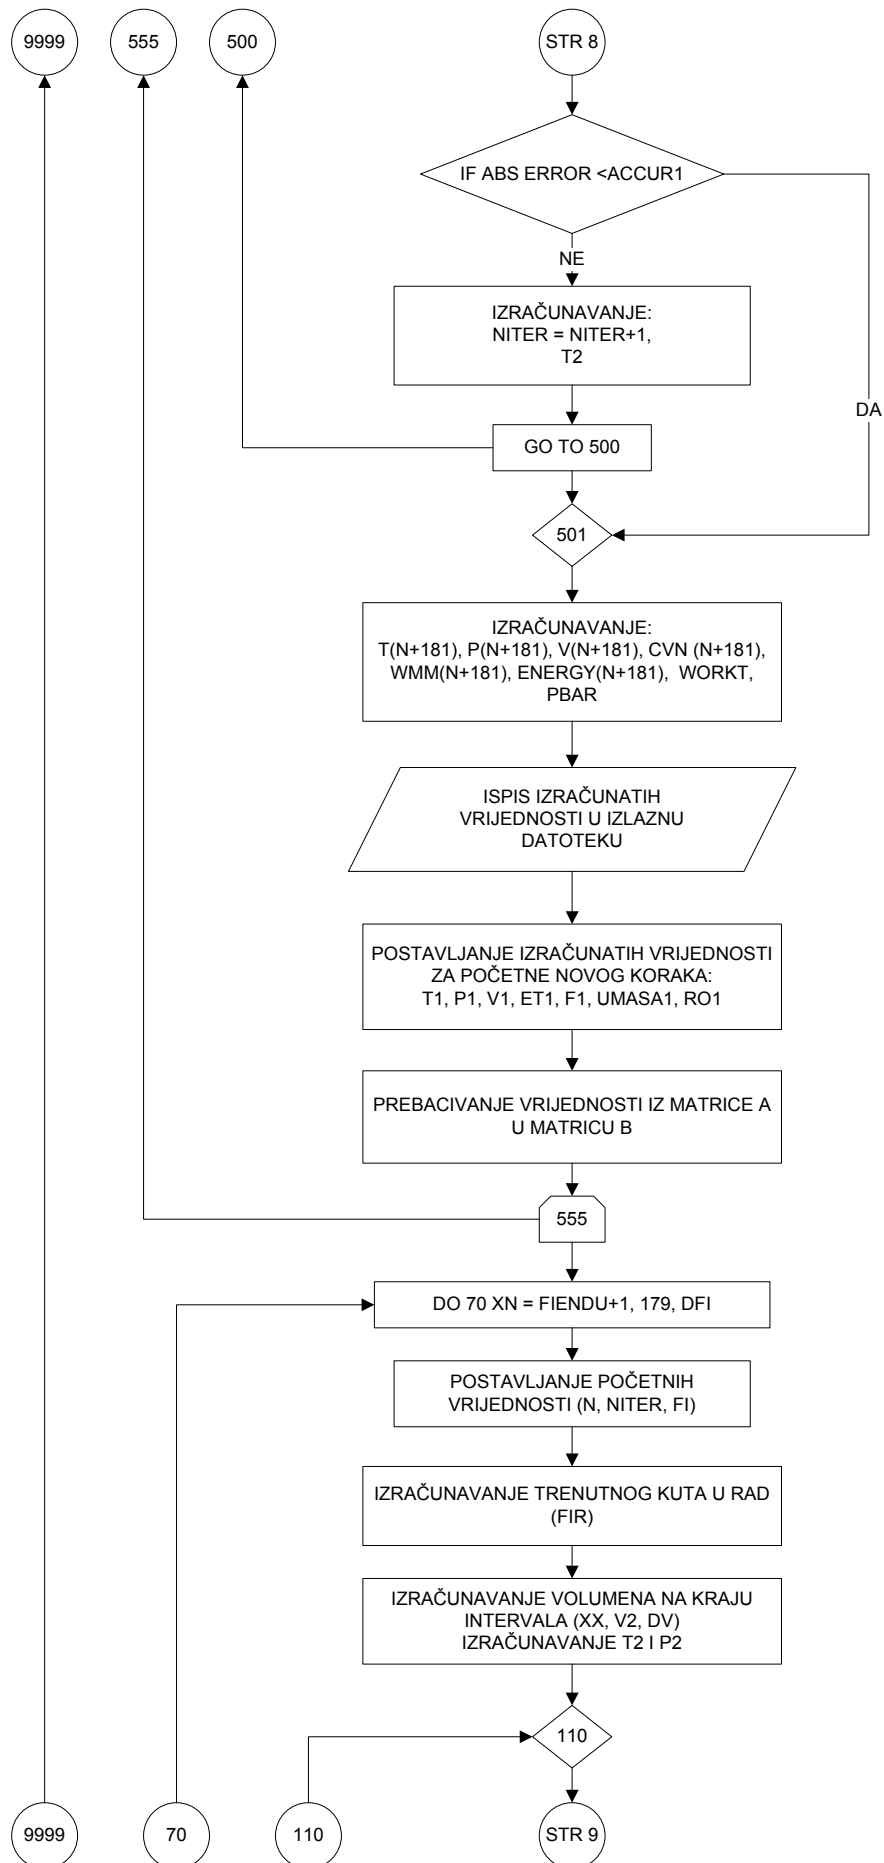 9999
555
500
STR 8
IF ABS ERROR <ACCUR1
NE
IZRAČUNAVANJE:
NITER = NITER+1,
T2
DA
GO TO 500
501
IZRAČUNAVANJE:
T(N+181), P(N+181), V(N+181), CVN (N+181),
WMM(N+181), ENERGY(N+181), WORKT,
PBAR
ISPIS IZRAČUNATIH
VRIJEDNOSTI U IZLAZNU
DATOTEKU
POSTAVLJANJE IZRAČUNATIH VRIJEDNOSTI
ZA POČETNE NOVOG KORAKA:
T1, P1, V1, ET1, F1, UMASA1, RO1
PREBACIVANJE VRIJEDNOSTI IZ MATRICE A
U MATRICU B
555
DO 70 XN = FIENDU+1, 179, DFI
POSTAVLJANJE POČETNIH
VRIJEDNOSTI (N, NITER, FI)
IZRAČUNAVANJE TRENUTNOG KUTA U RAD
(FIR)
IZRAČUNAVANJE VOLUMENA NA KRAJU
INTERVALA (XX, V2, DV)
IZRAČUNAVANJE T2 I P2
110
9999
70
110
STR 9